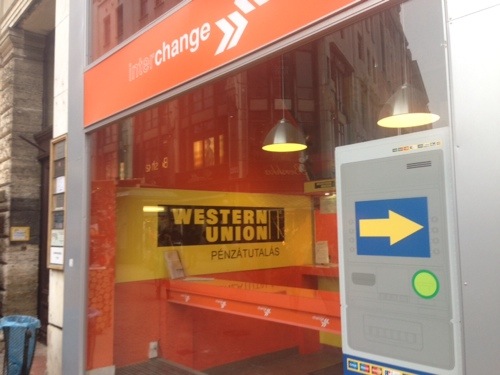 interchange
WESTERN
UNION
PÉNZÁTUTALÁS